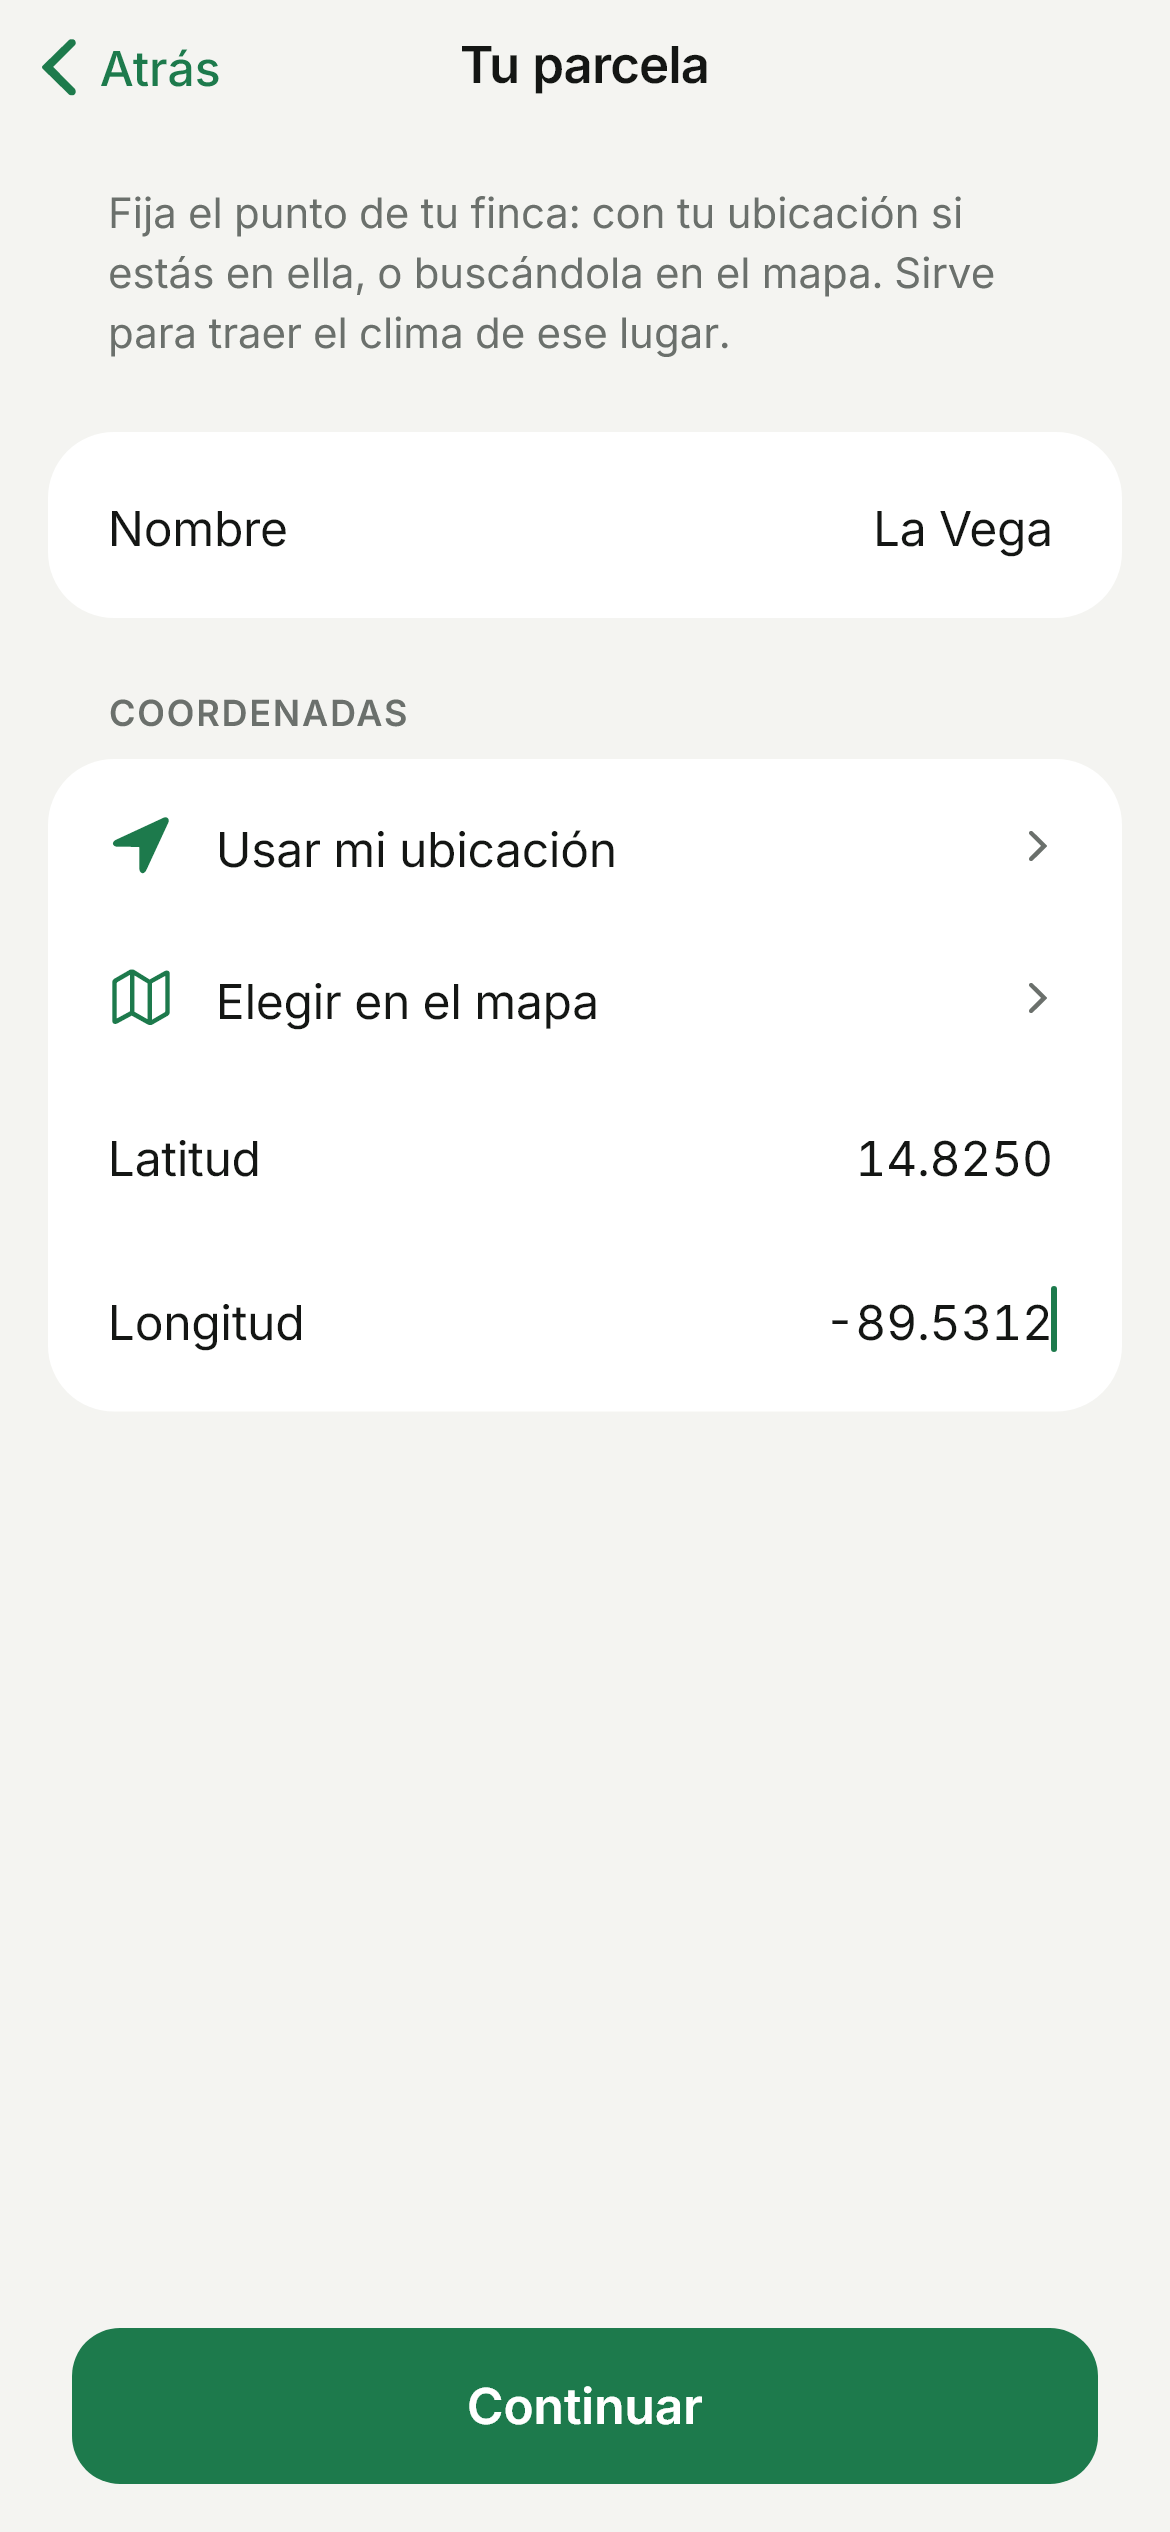 Atrás
Tu parcela
Fija el punto de tu finca: con tu ubicación si
estás en ella, o buscándola en el mapa. Sirve
para traer el clima de ese lugar.
Nombre
La Vega
COORDENADAS
Usar mi ubicación
Elegir en el mapa
Latitud
14.8250
Longitud
-89.5312
Continuar